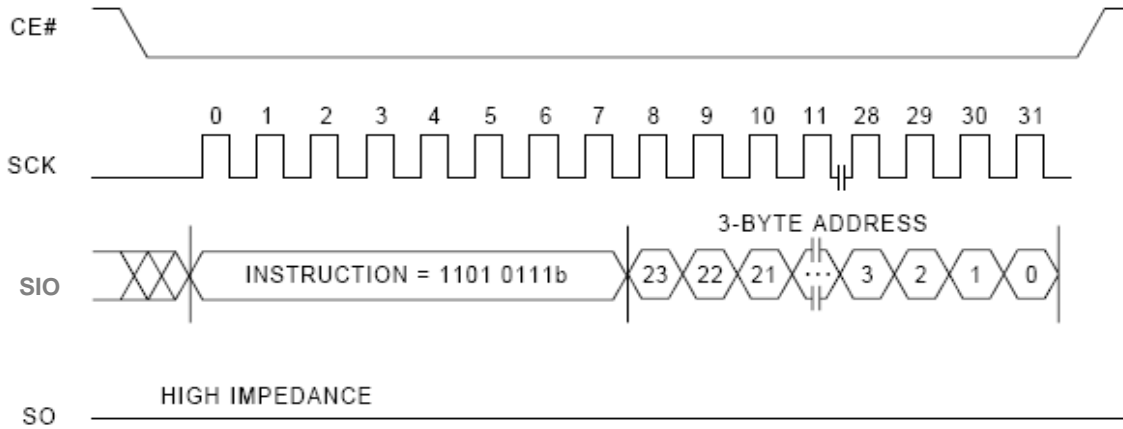 CE#
0 1 2 3 4 5 6 7 8 9 10 11 28 29 30 31
SCK
3-BYTE ADDRESS
SIO INSTRUCTION = 1101 0111b 23 22 21 ... 3 2 1 0
HIGH IMPEDANCE
SO